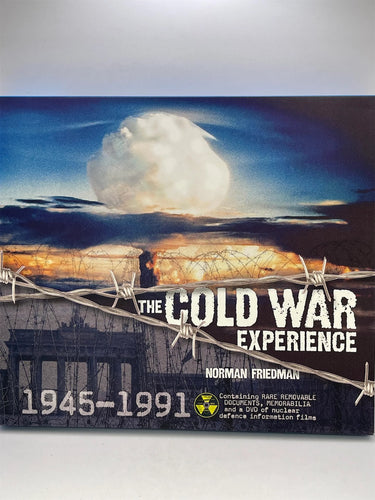 THE COLD WAR
EXPERIENCE
NORMAN FRIEDMAN
1945–1991
Containing RARE REMOVABLE
DOCUMENTS, MEMORABILIA
and a DVD of nuclear
defence information films